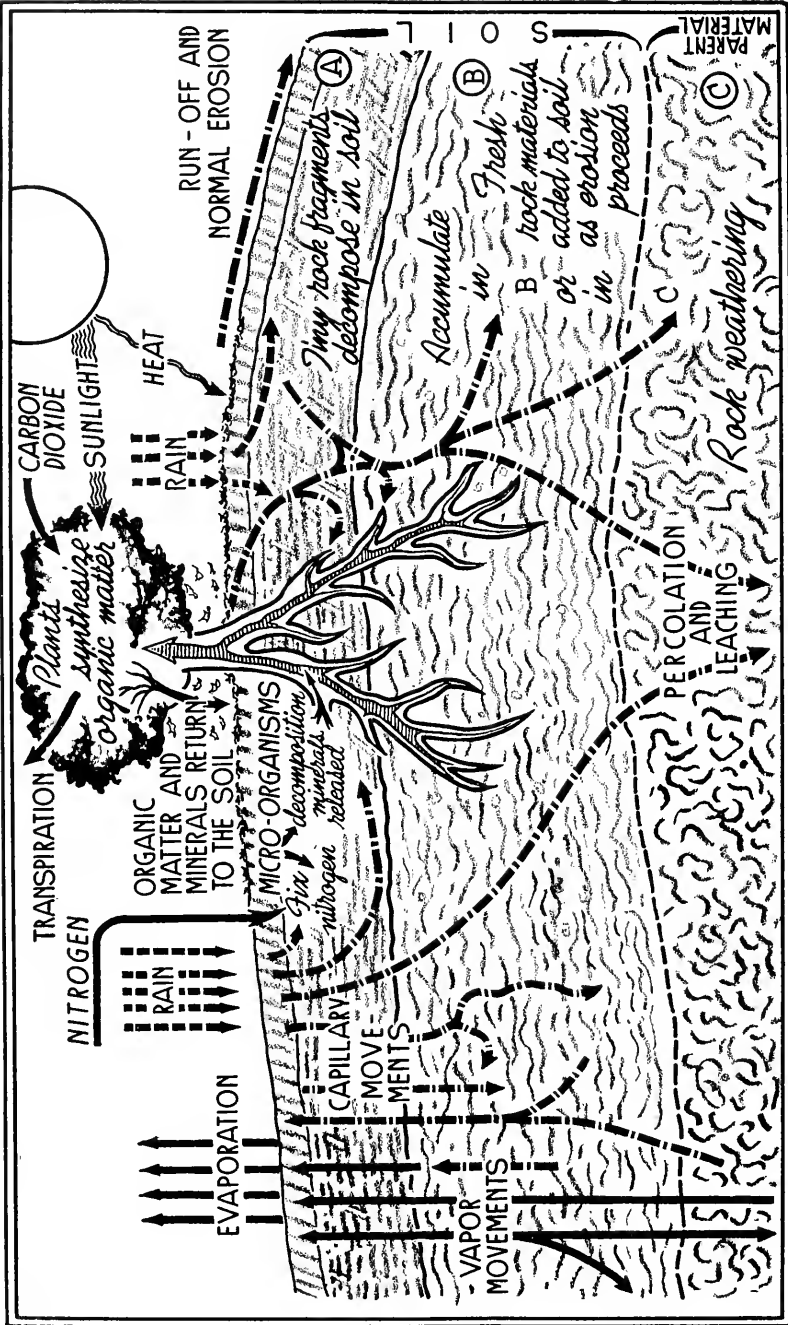 TRANSPIRATION
CARBON
DIOXIDE
SUNLIGHT
HEAT
Plants
synthesize
organic matter
NITROGEN
RAIN
EVAPORATION
ORGANIC
MATTER AND
MINERALS RETURN
TO THE SOIL
RAIN
RUN-OFF AND
NORMAL EROSION
MICRO-ORGANISMS
Fix
nitrogen
decomposition
minerals
released
CAPILLARY
MOVE-
MENTS
VAPOR
MOVEMENTS
A
Tiny rock fragments
decompose in soil
B
Accumulate
in
B
or
in
C
Fresh
rock materials
added to soil
as erosion
proceeds
PERCOLATION
AND
LEACHING
Rock weathering
C
SOIL
PARENT
MATERIAL